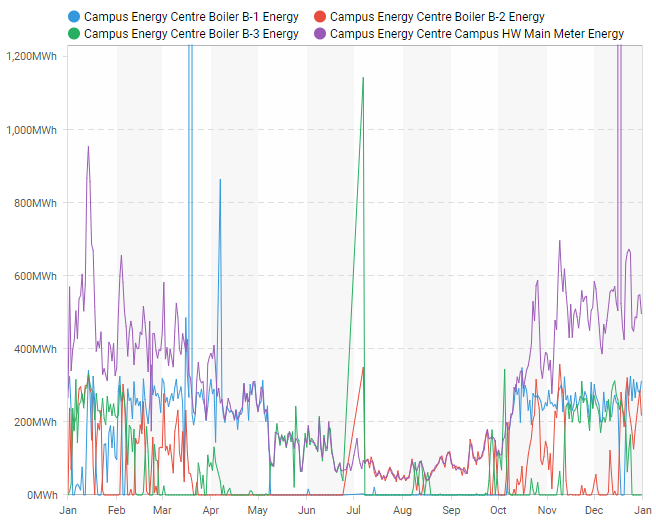 Campus Energy Centre Boiler B-1 Energy Campus Energy Centre Boiler B-2 Energy
Campus Energy Centre Boiler B-3 Energy Campus Energy Centre Campus HW Main Meter Energy
1,200MWh
1,000MWh
800MWh
600MWh
400MWh
200MWh
0MWh
Jan Feb Mar Apr May Jun Jul Aug Sep Oct Nov Dec Jan